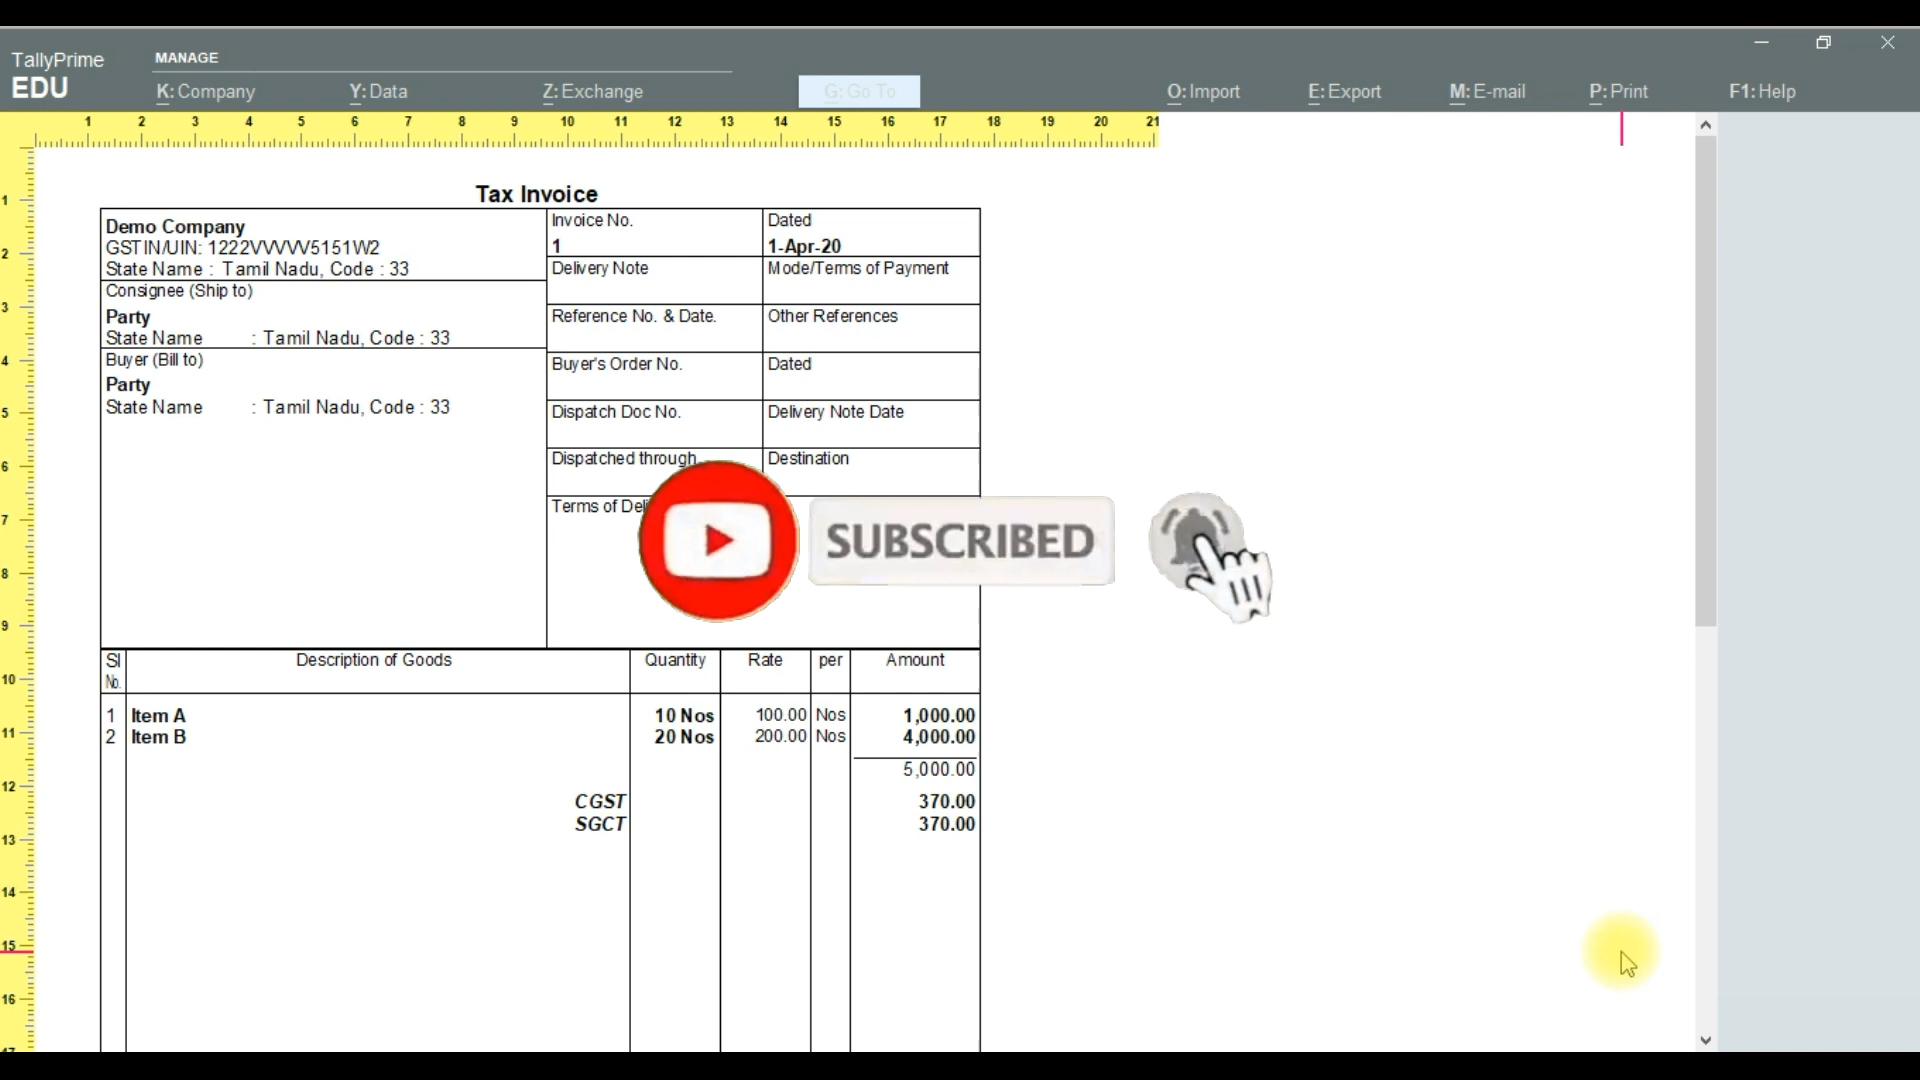 TallyPrime
EDU
MANAGE
K: Company
Y: Data
Z: Exchange
G: Go To
O: Import
E: Export
M: E-mail
P: Print
F1: Help
1 2 3 4 5 6 7 8 9 10 11 12 13 14 15 16 17 18 19 20 21
1
2
3
4
5
6
7
8
9
10
11
12
13
14
15
16
Tax Invoice
Demo Company
GSTIN/UIN: 1222VVVVV5151W2
State Name : Tamil Nadu, Code : 33
Consignee (Ship to)
Party
State Name : Tamil Nadu, Code : 33
Buyer (Bill to)
Party
State Name : Tamil Nadu, Code : 33
Invoice No.
1
Dated
1-Apr-20
Delivery Note
Mode/Terms of Payment
Reference No. & Date.
Other References
Buyer's Order No.
Dated
Dispatch Doc No.
Delivery Note Date
Dispatched through
Destination
Terms of Del
SUBSCRIBED
Sl No. Description of Goods Quantity Rate per Amount
1 Item A 10 Nos 100.00 Nos 1,000.00
2 Item B 20 Nos 200.00 Nos 4,000.00
5,000.00
CGST 370.00
SGCT 370.00